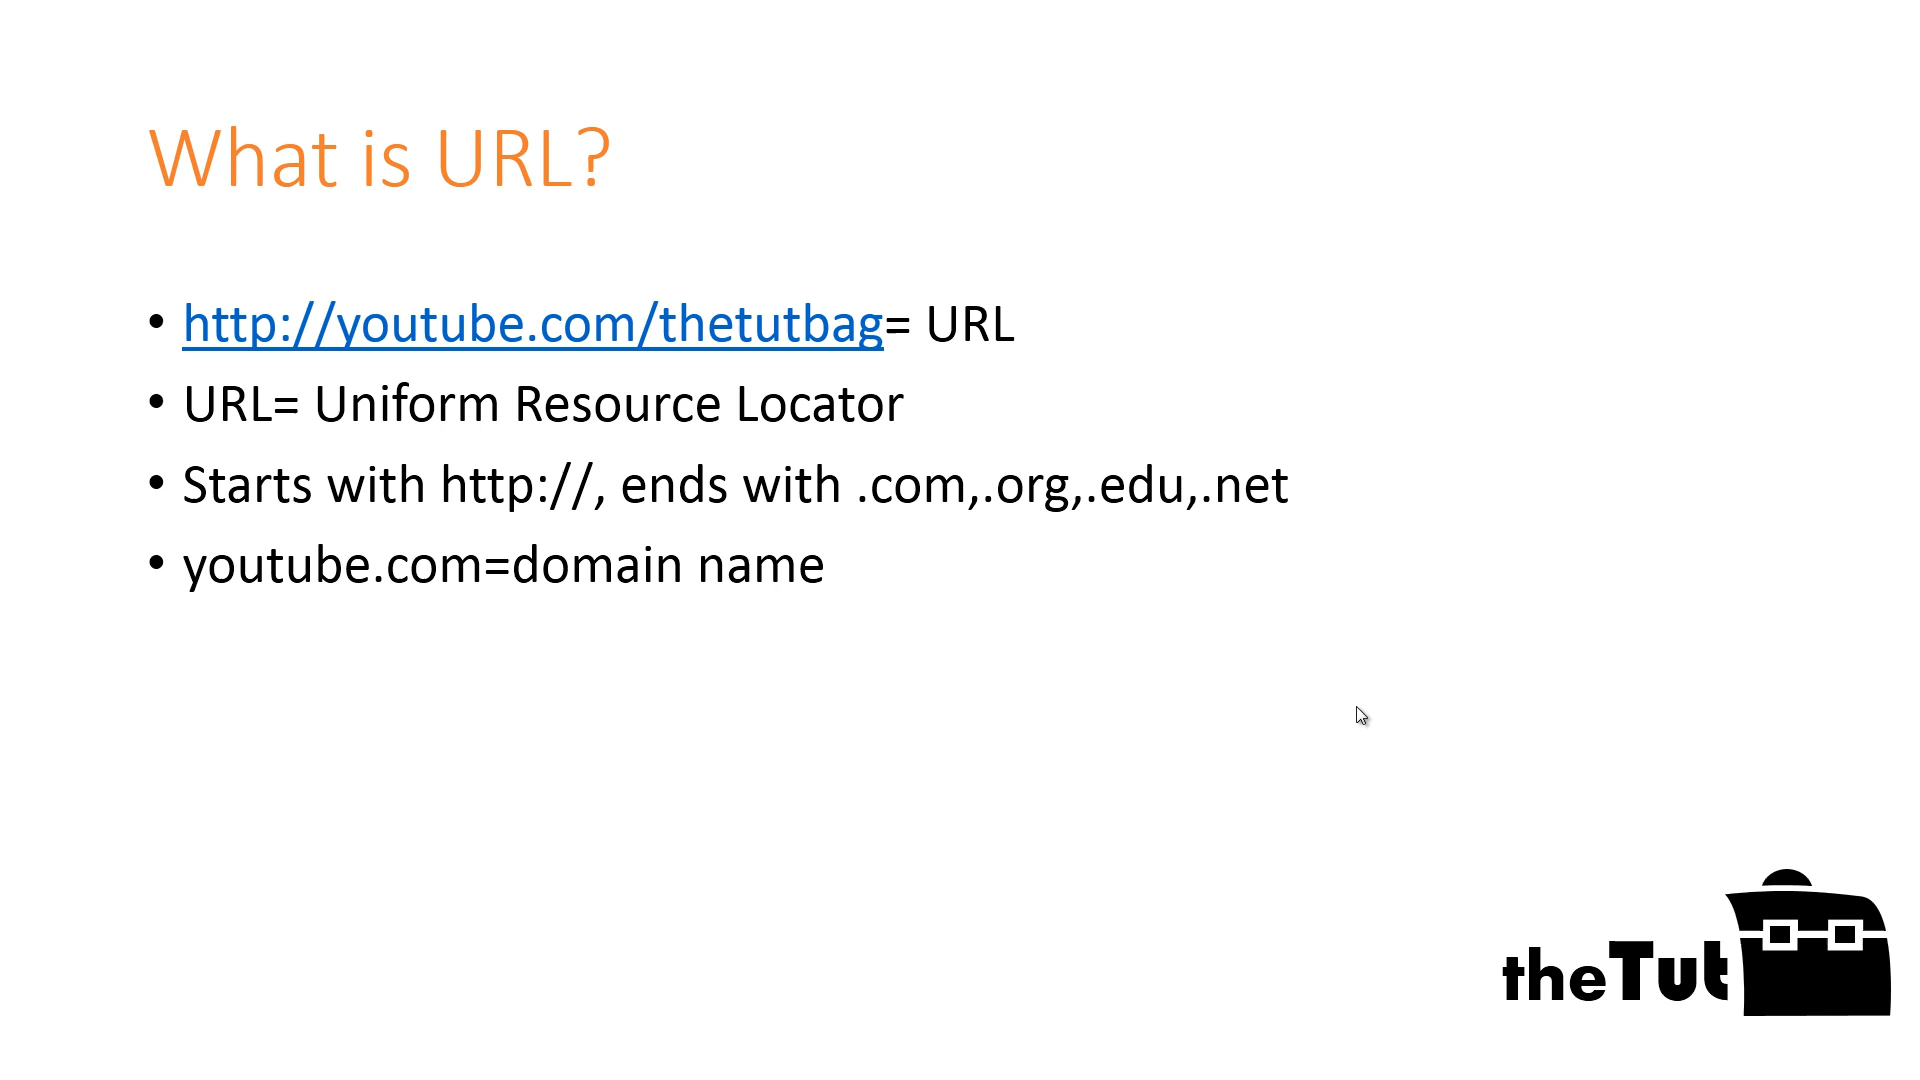 What is URL?
• http://youtube.com/thetutbag= URL
• URL= Uniform Resource Locator
• Starts with http://, ends with .com,.org,.edu,.net
• youtube.com=domain name
theTut